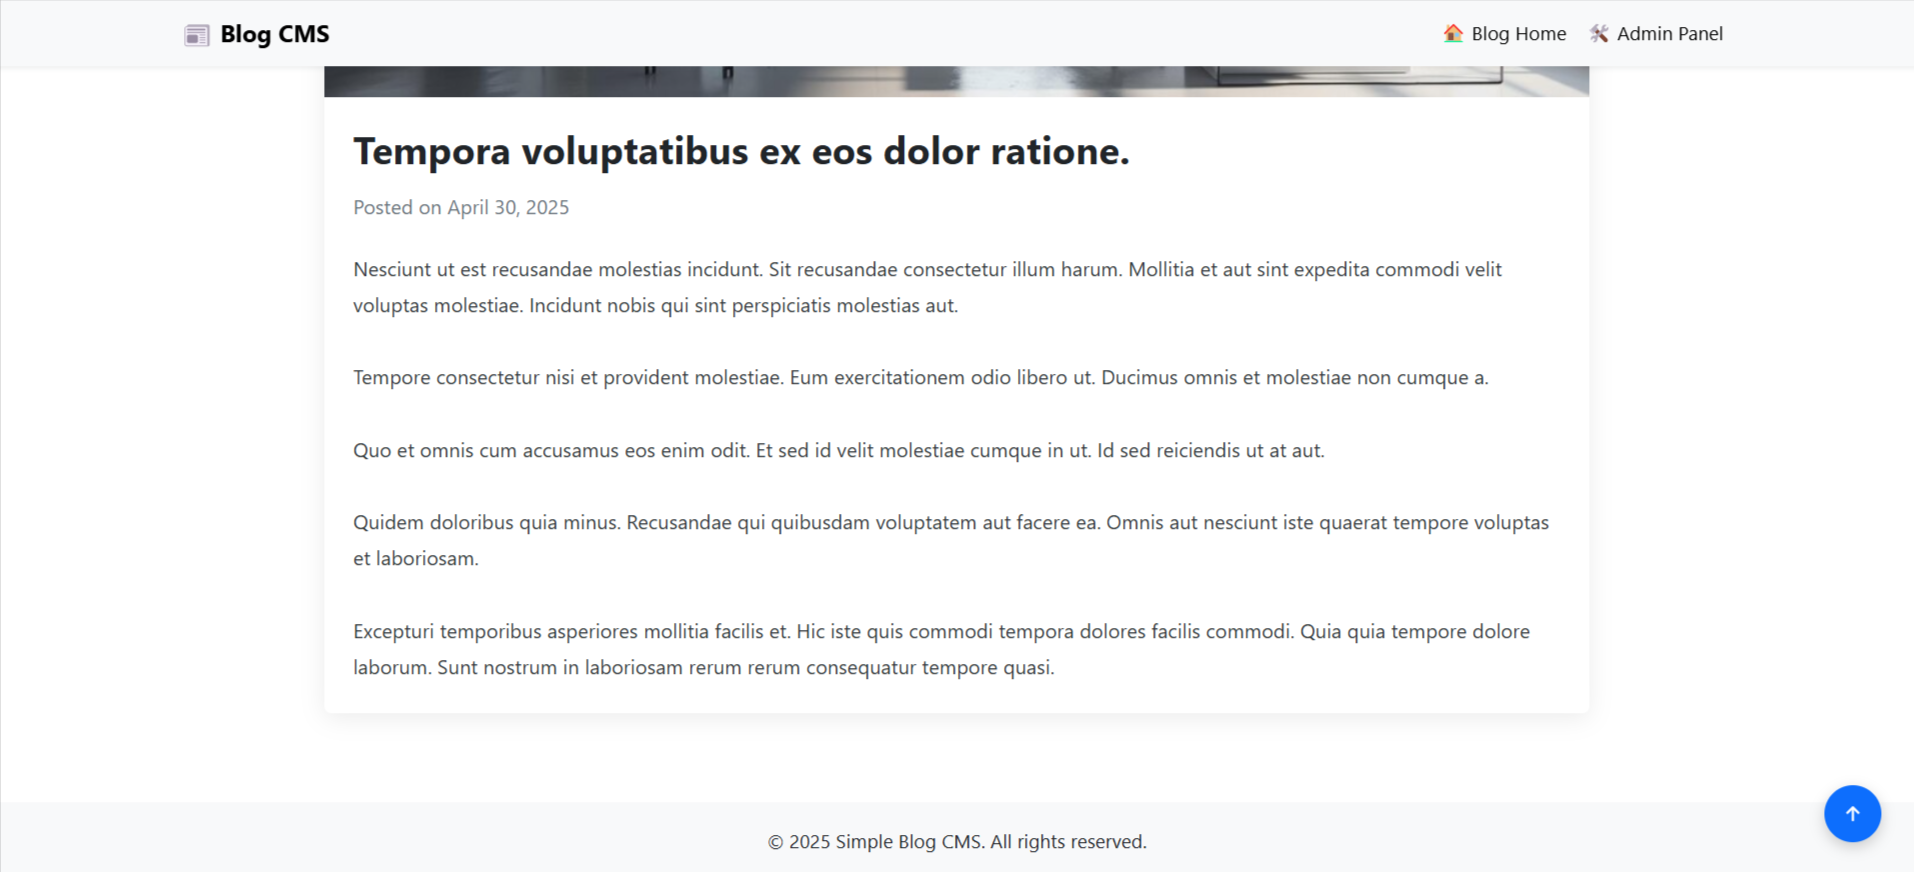 Blog CMS
Blog Home
Admin Panel
Tempora voluptatibus ex eos dolor ratione.
Posted on April 30, 2025
Nesciunt ut est recusandae molestias incidunt. Sit recusandae consectetur illum harum. Mollitia et aut sint expedita commodi velit
voluptas molestiae. Incidunt nobis qui sint perspiciatis molestias aut.
Tempore consectetur nisi et provident molestiae. Eum exercitationem odio libero ut. Ducimus omnis et molestiae non cumque a.
Quo et omnis cum accusamus eos enim odit. Et sed id velit molestiae cumque in ut. Id sed reiciendis ut at aut.
Quidem doloribus quia minus. Recusandae qui quibusdam voluptatem aut facere ea. Omnis aut nesciunt iste quaerat tempore voluptas
et laboriosam.
Excepturi temporibus asperiores mollitia facilis et. Hic iste quis commodi tempora dolores facilis commodi. Quia quia tempore dolore
laborum. Sunt nostrum in laboriosam rerum rerum consequatur tempore quasi.
© 2025 Simple Blog CMS. All rights reserved.